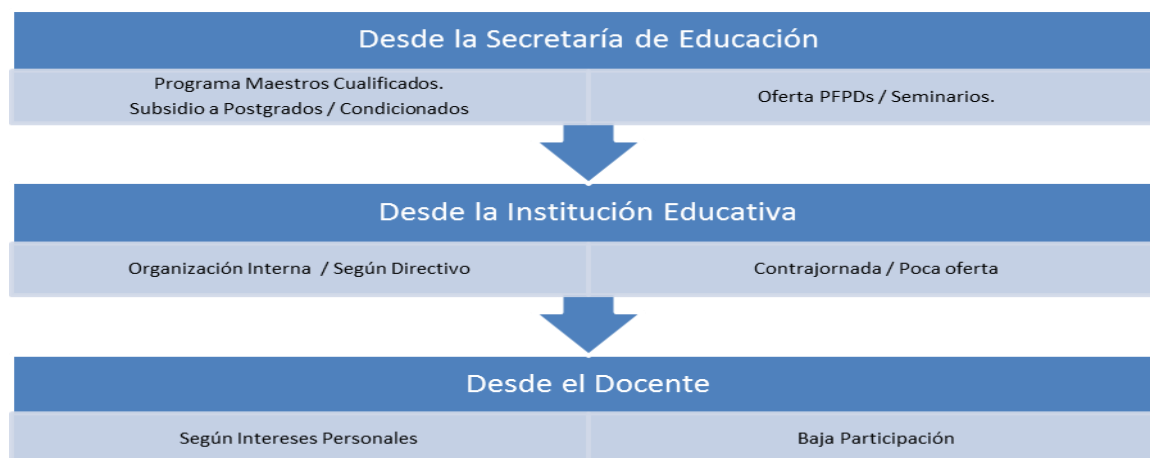 Desde la Secretaría de Educación
Programa Maestros Cualificados.
Subsidio a Postgrados / Condicionados
Oferta PFPDs / Seminarios.
Desde la Institución Educativa
Organización Interna / Según Directivo
Contrajornada / Poca oferta
Desde el Docente
Según Intereses Personales
Baja Participación